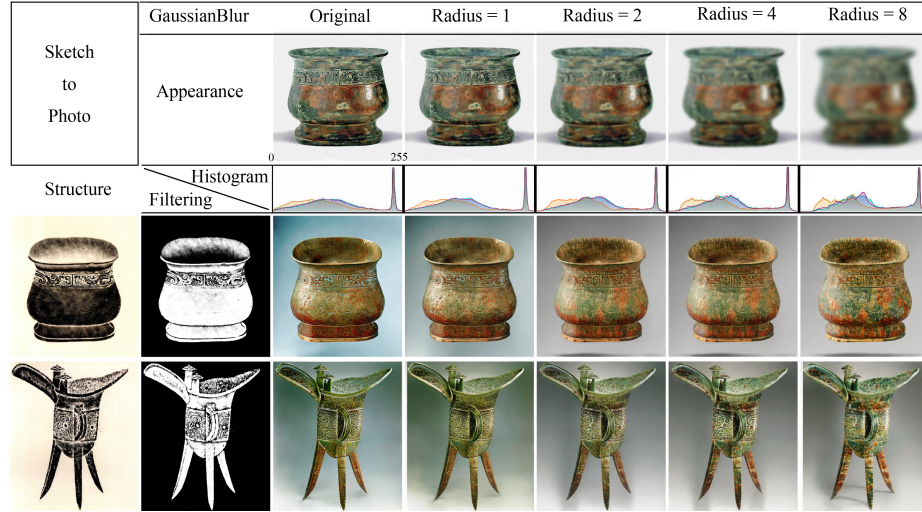 Sketch
to
Photo
GaussianBlur
Original
Radius = 1
Radius = 2
Radius = 4
Radius = 8
Appearance
0
255
Structure
Histogram
Filtering